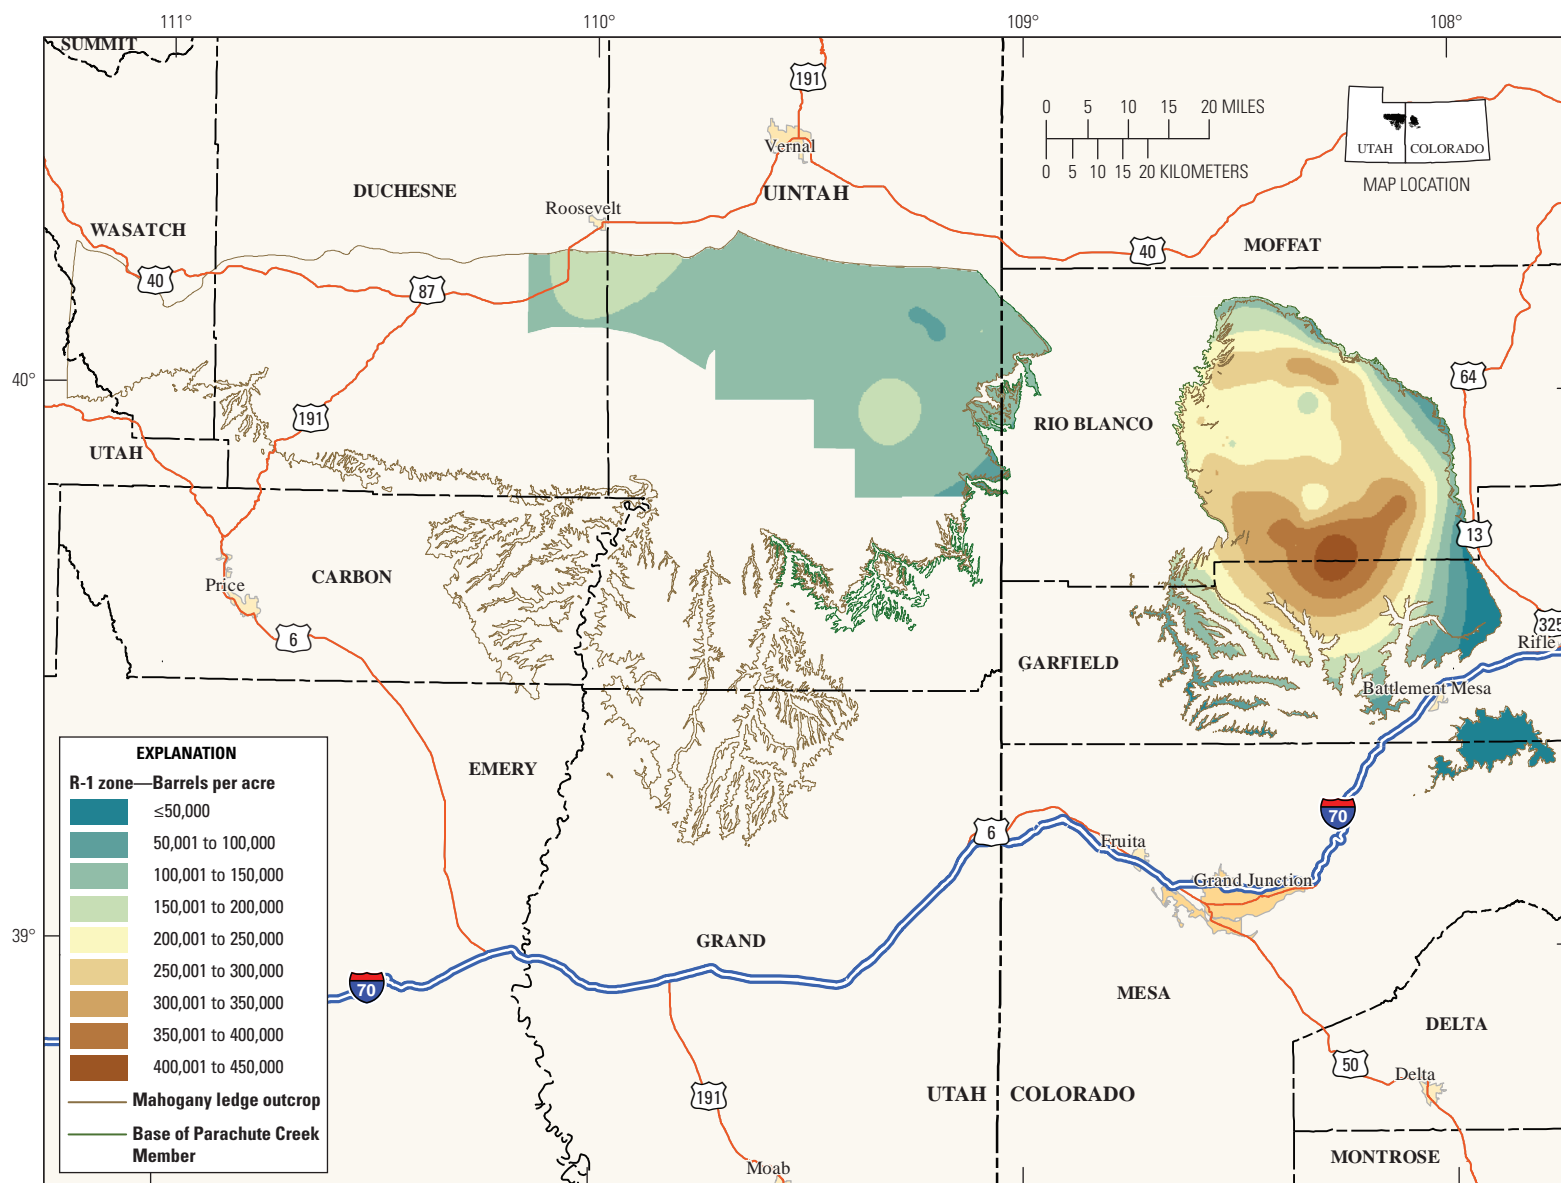 111°
110°
109°
108°
SUMMIT
191
0 5 10 15 20 MILES
0 5 10 15 20 KILOMETERS
UTAH
COLORADO
MAP LOCATION
Vernal
DUCHESNE
UINTAH
Roosevelt
WASATCH
MOFFAT
40
40
87
40°
64
191
RIO BLANCO
UTAH
13
CARBON
Price
6
325
Rifle
GARFIELD
Battlement Mesa
EMERY
EXPLANATION
R-1 zone—Barrels per acre
≤50,000
50,001 to 100,000
100,001 to 150,000
150,001 to 200,000
200,001 to 250,000
250,001 to 300,000
300,001 to 350,000
350,001 to 400,000
400,001 to 450,000
Mahogany ledge outcrop
Base of Parachute Creek
Member
70
6
Fruita
Grand Junction
39°
GRAND
70
MESA
DELTA
50
Delta
191
UTAH
COLORADO
MONTROSE
Moab